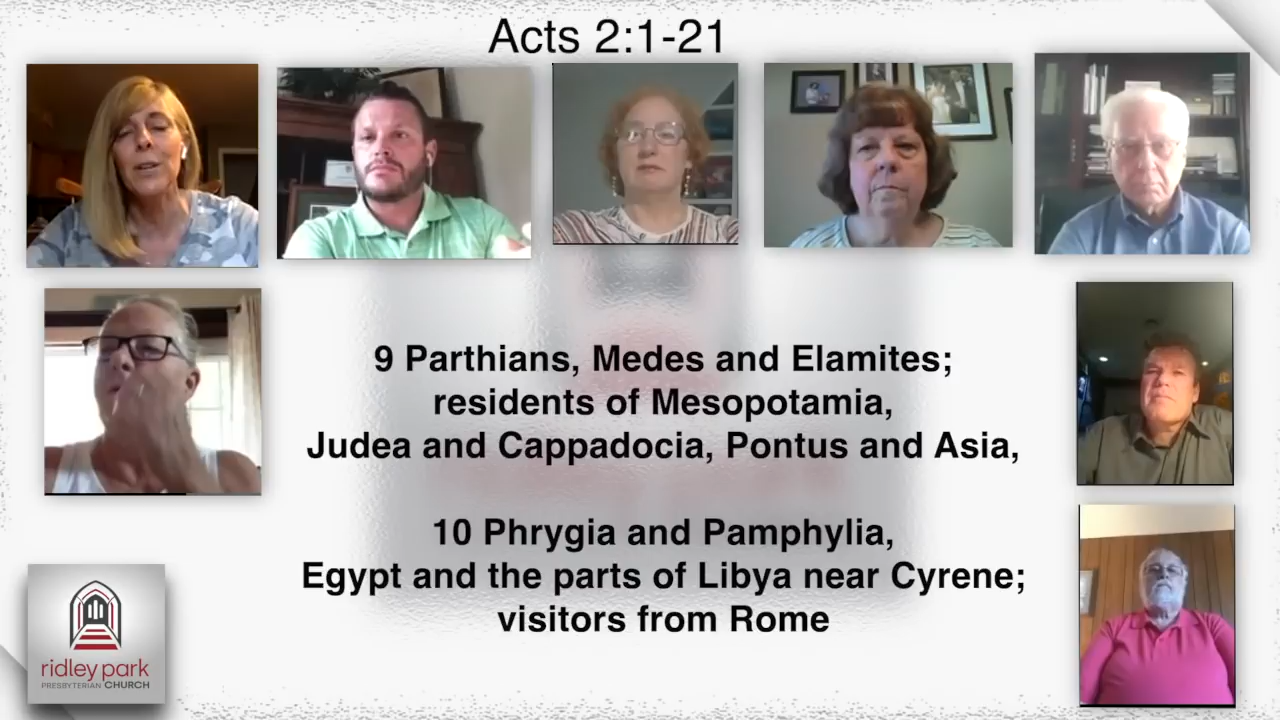 Acts 2:1-21
9 Parthians, Medes and Elamites;
residents of Mesopotamia,
Judea and Cappadocia, Pontus and Asia,
10 Phrygia and Pamphylia,
Egypt and the parts of Libya near Cyrene;
visitors from Rome
ridley park
PRESBYTERIAN CHURCH